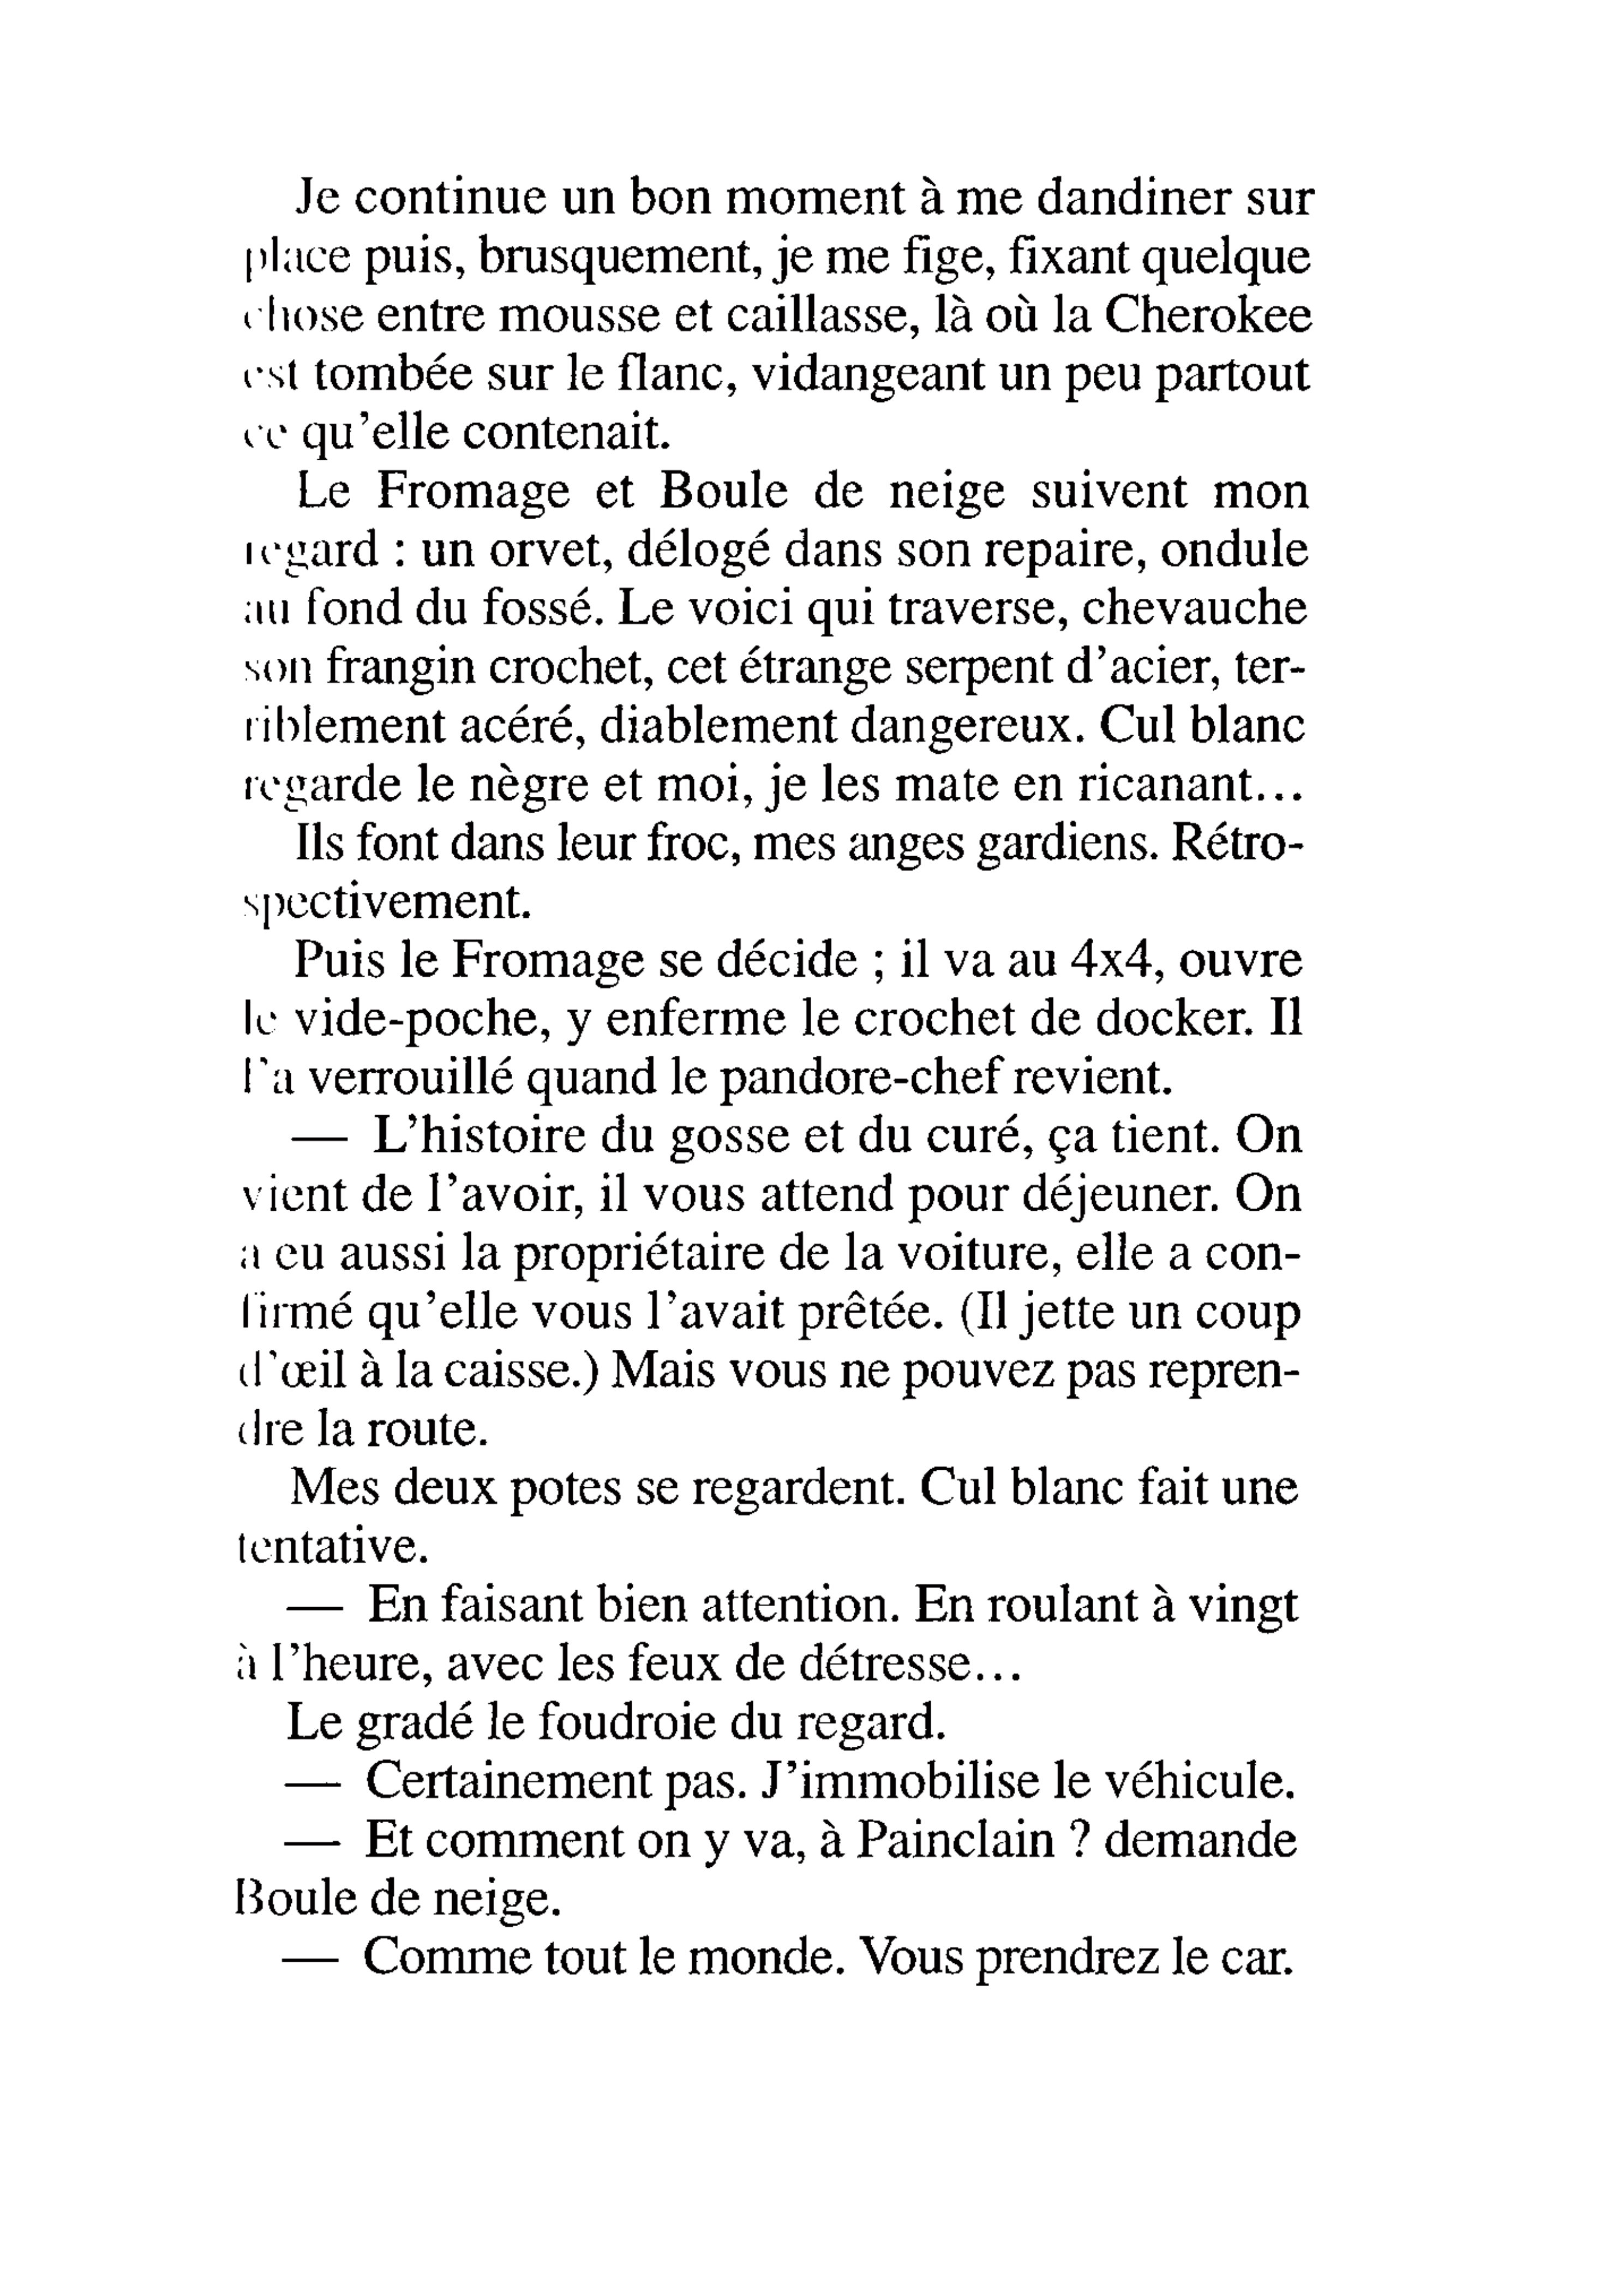 Je continue un bon moment à me dandiner sur
place puis, brusquement, je me fige, fixant quelque
chose entre mousse et caillasse, là où la Cherokee
est tombée sur le flanc, vidangeant un peu partout
ce qu'elle contenait.
Le Fromage et Boule de neige suivent mon
regard : un orvet, délogé dans son repaire, ondule
au fond du fossé. Le voici qui traverse, chevauche
son frangin crochet, cet étrange serpent d'acier, ter-
riblement acéré, diablement dangereux. Cul blanc
regarde le nègre et moi, je les mate en ricanant…
Ils font dans leur froc, mes anges gardiens. Rétro-
spectivement.
Puis le Fromage se décide ; il va au 4x4, ouvre
le vide-poche, y enferme le crochet de docker. Il
l'a verrouillé quand le pandore-chef revient.
— L'histoire du gosse et du curé, ça tient. On
vient de l'avoir, il vous attend pour déjeuner. On
a eu aussi la propriétaire de la voiture, elle a con-
firmé qu'elle vous l'avait prêtée. (Il jette un coup
d'œil à la caisse.) Mais vous ne pouvez pas repren-
dre la route.
Mes deux potes se regardent. Cul blanc fait une
tentative.
— En faisant bien attention. En roulant à vingt
à l'heure, avec les feux de détresse…
Le gradé le foudroie du regard.
— Certainement pas. J'immobilise le véhicule.
— Et comment on y va, à Painclain ? demande
Boule de neige.
— Comme tout le monde. Vous prendrez le car.